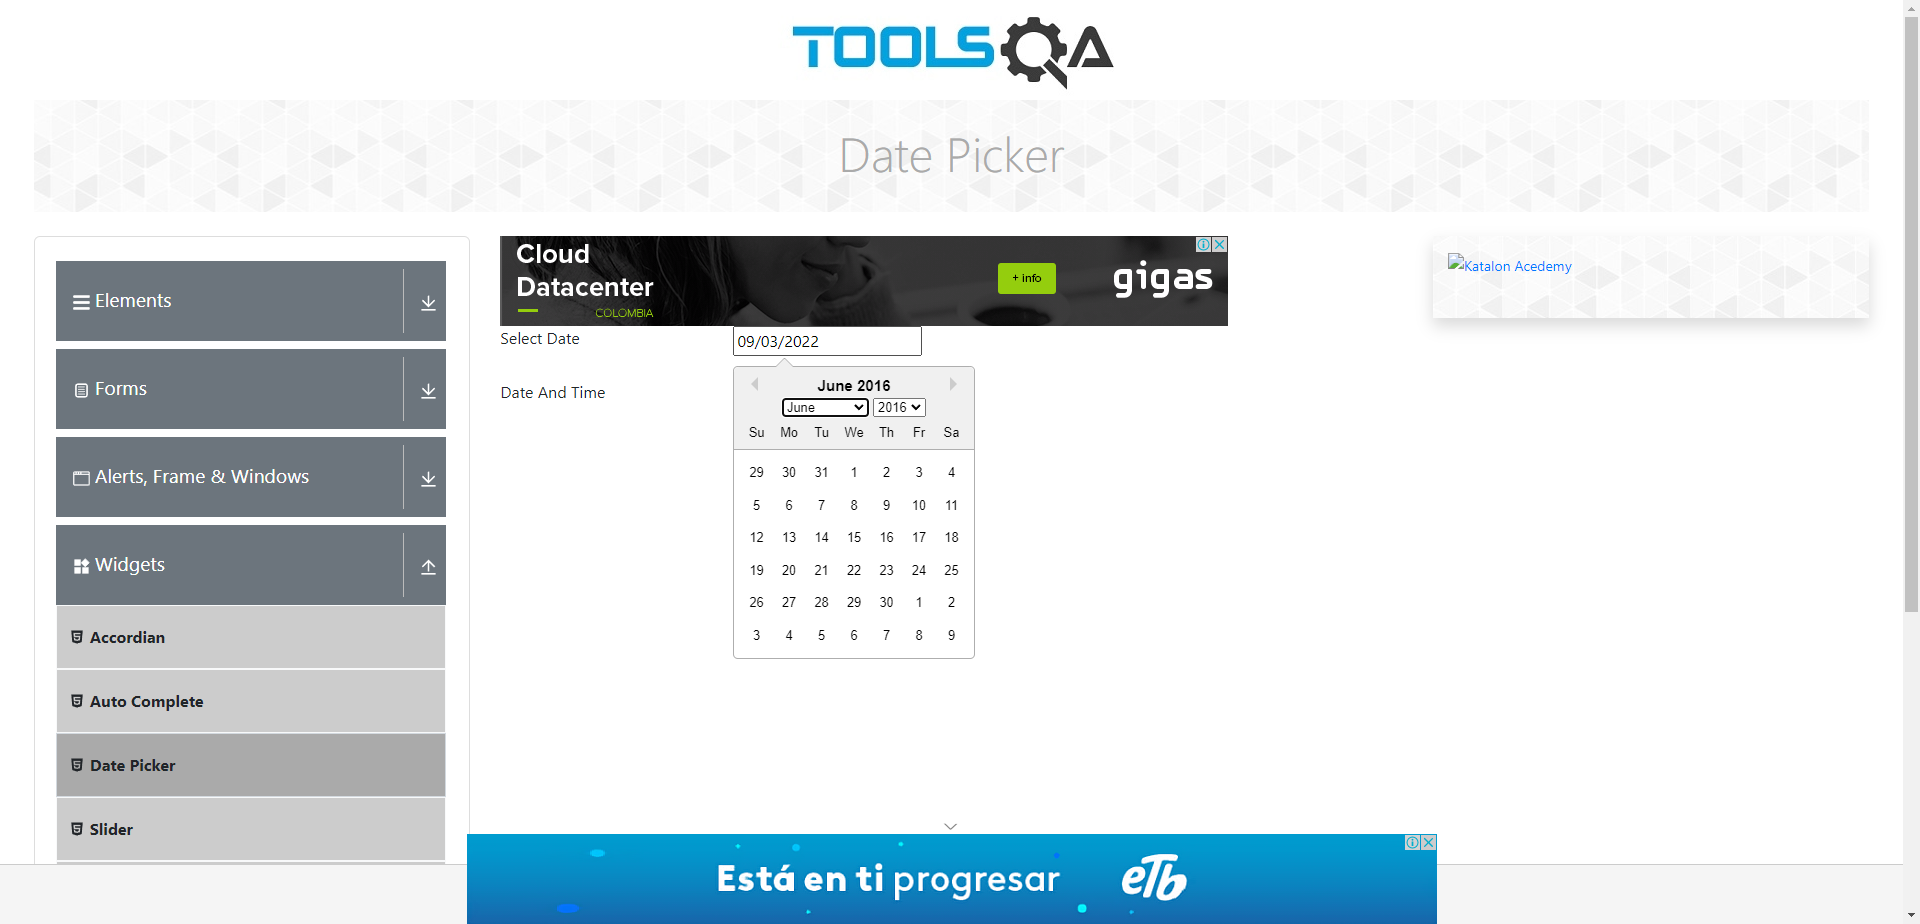 TOOLSQA
Date Picker
Elements
Forms
Alerts, Frame & Windows
Widgets
Accordian
Auto Complete
Date Picker
Slider
Cloud
Datacenter
COLOMBIA
+ info
gigas
Select Date
09/03/2022
Date And Time
June 2016
June 2016
Su Mo Tu We Th Fr Sa
29 30 31 1 2 3 4
5 6 7 8 9 10 11
12 13 14 15 16 17 18
19 20 21 22 23 24 25
26 27 28 29 30 1 2
3 4 5 6 7 8 9
Katalon Acedemy
Está en ti progresar
eTb